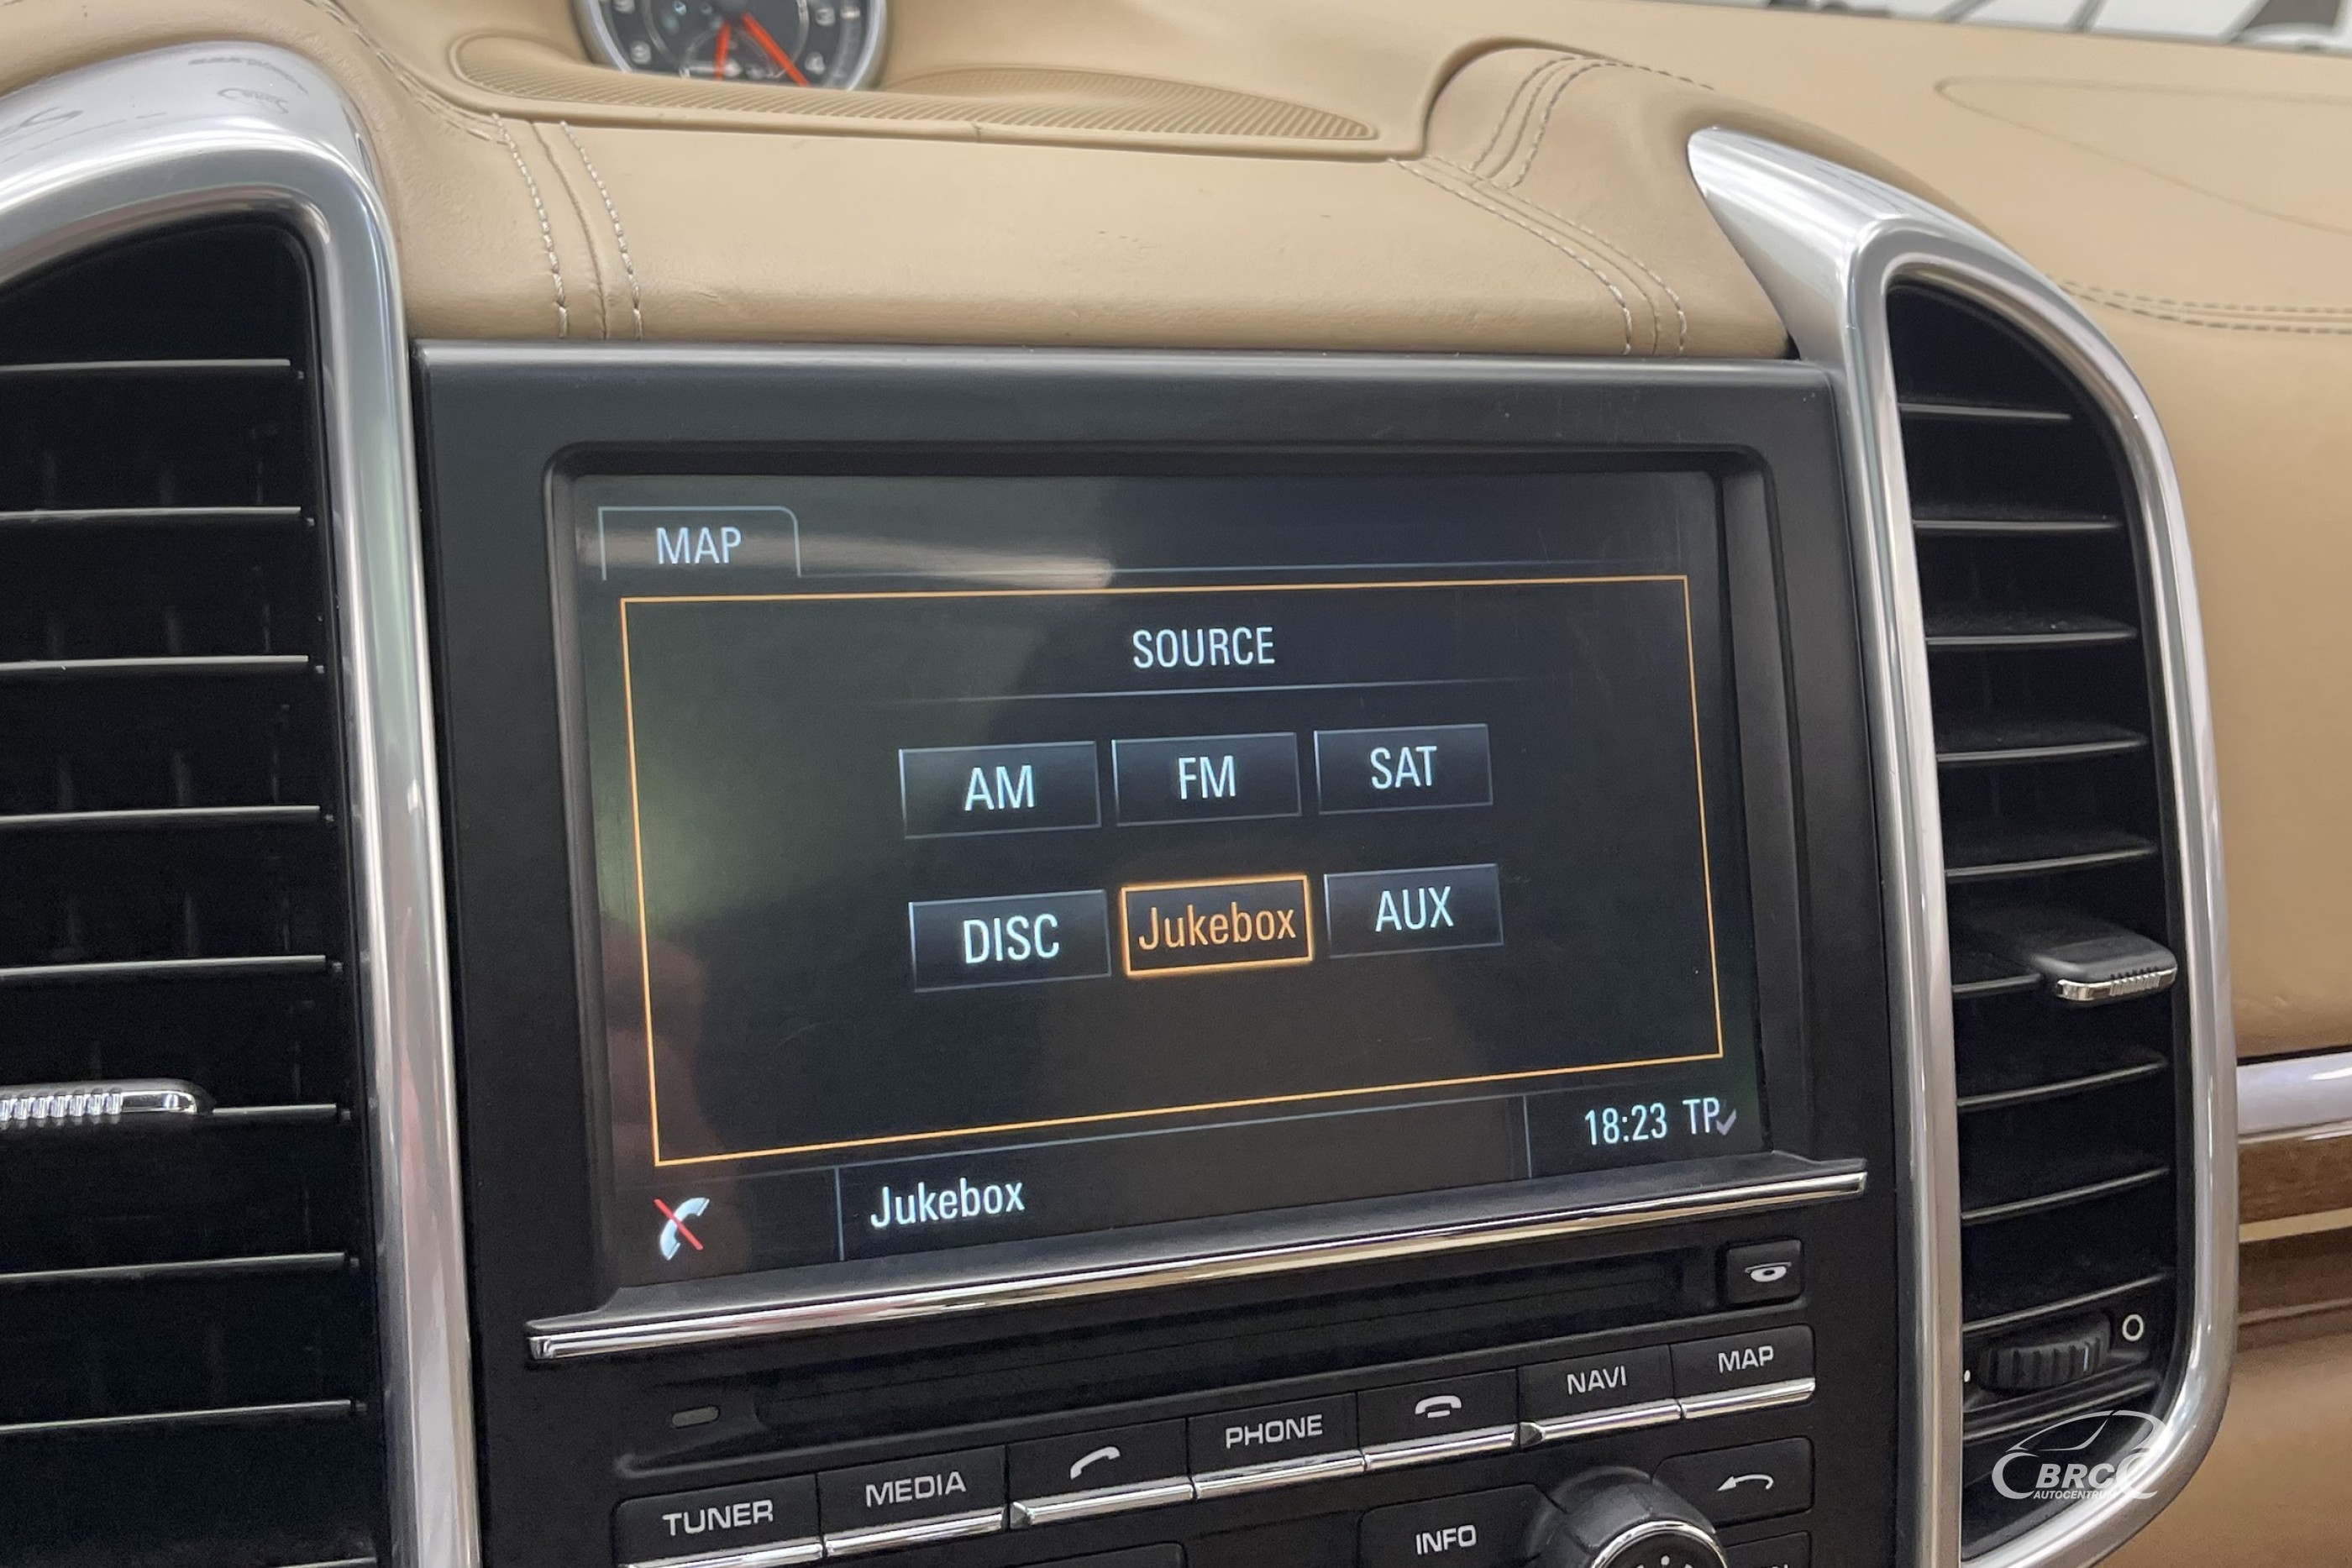 MAP
SOURCE
AM FM SAT
DISC Jukebox AUX
18:23 TP
Jukebox
MAP
NAVI
PHONE
MEDIA
TUNER
INFO
BRC
AUTOCENTRUM